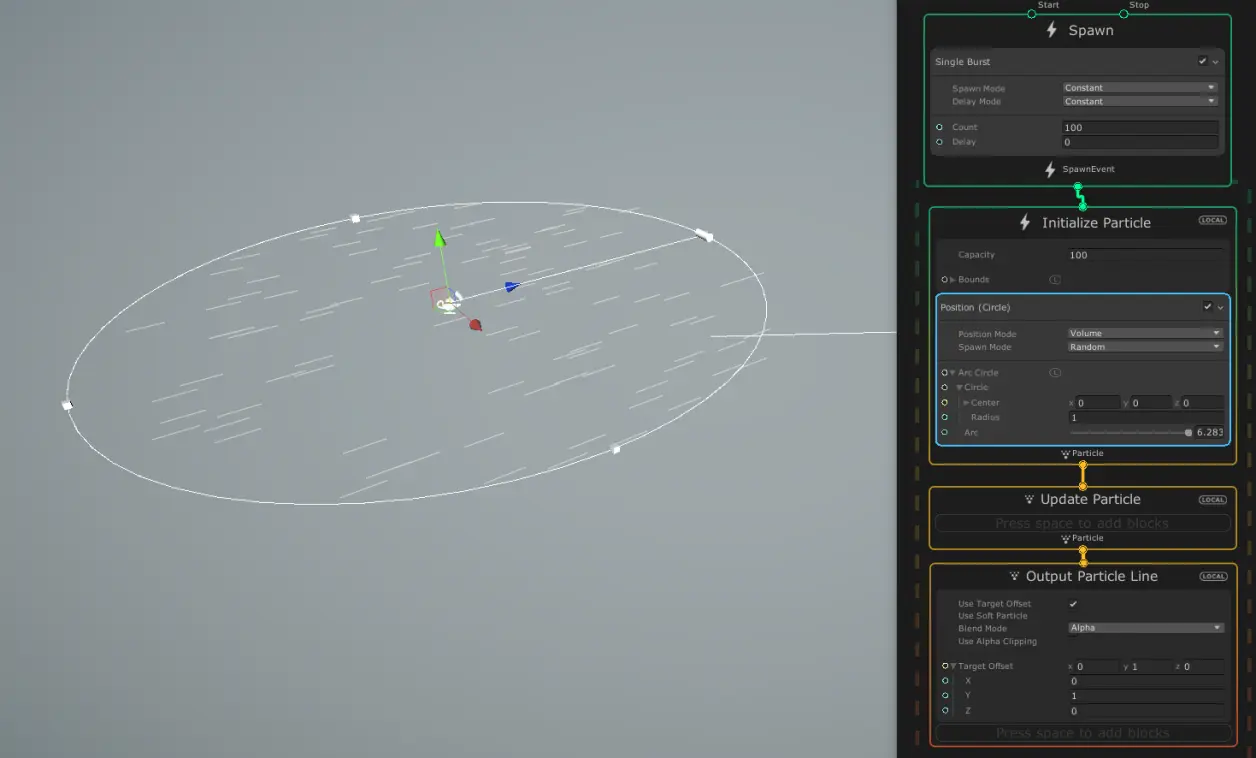 Start Stop
Spawn
Single Burst
Spawn Mode Constant
Delay Mode Constant
Count 100
Delay 0
SpawnEvent
Initialize Particle LOCAL
Capacity 100
Bounds L
Position (Circle)
Position Mode Volume
Spawn Mode Random
Arc Circle L
Circle
Center x 0 y 0 z 0
Radius 1
Arc 6.283
Particle
Update Particle LOCAL
Press space to add blocks
Particle
Output Particle Line LOCAL
Use Target Offset
Use Soft Particle
Blend Mode Alpha
Use Alpha Clipping
Target Offset x 0 y 1 z 0
X 0
Y 1
Z 0
Press space to add blocks